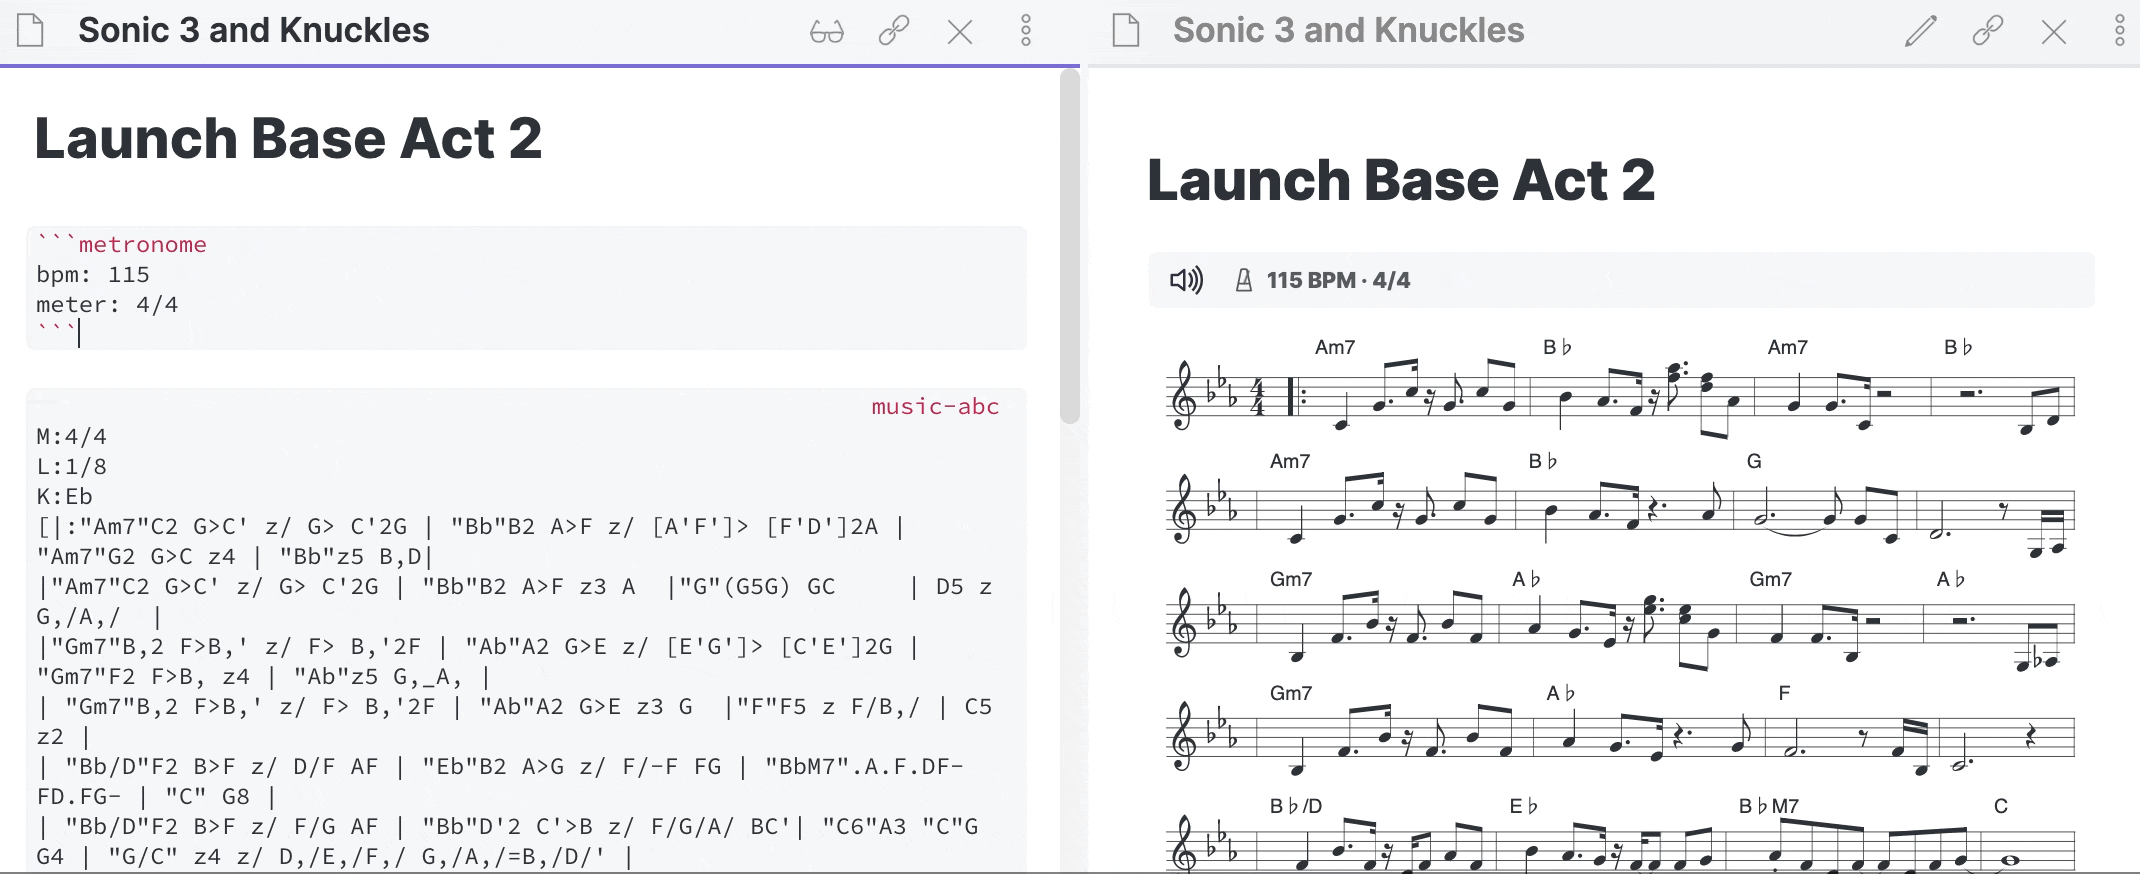 Sonic 3 and Knuckles
Launch Base Act 2
```metronome
bpm: 115
meter: 4/4
```
music-abc
M:4/4
L:1/8
K:Eb
[|:"Am7"C2 G>C' z/ G> C'2G | "Bb"B2 A>F z/ [A'F']> [F'D']2A |
"Am7"G2 G>C z4 | "Bb"z5 B,D|
|"Am7"C2 G>C' z/ G> C'2G | "Bb"B2 A>F z3 A  |"G"(G5G) GC      | D5 z
G,/A,/  |
|"Gm7"B,2 F>B,' z/ F> B,'2F | "Ab"A2 G>E z/ [E'G']> [C'E']2G |
"Gm7"F2 F>B, z4 | "Ab"z5 G,_A, |
| "Gm7"B,2 F>B,' z/ F> B,'2F | "Ab"A2 G>E z3 G  |"F"F5 z F/B,/ | C5
z2 |
| "Bb/D"F2 B>F z/ D/F AF | "Eb"B2 A>G z/ F/-F FG | "BbM7".A.F.DF-
FD.FG- | "C" G8 |
| "Bb/D"F2 B>F z/ F/G AF | "Bb"D'2 C'>B z/ F/G/A/ BC'| "C6"A3 "C"G
G4 | "G/C" z4 z/ D,/E,/F,/ G,/A,/=B,/D/' |
Sonic 3 and Knuckles
Launch Base Act 2
115 BPM · 4/4
Am7 B♭ Am7 B♭
4/4
Am7 B♭ G
Gm7 A♭ Gm7 A♭
Gm7 A♭ F
B♭/D E♭ B♭M7 C